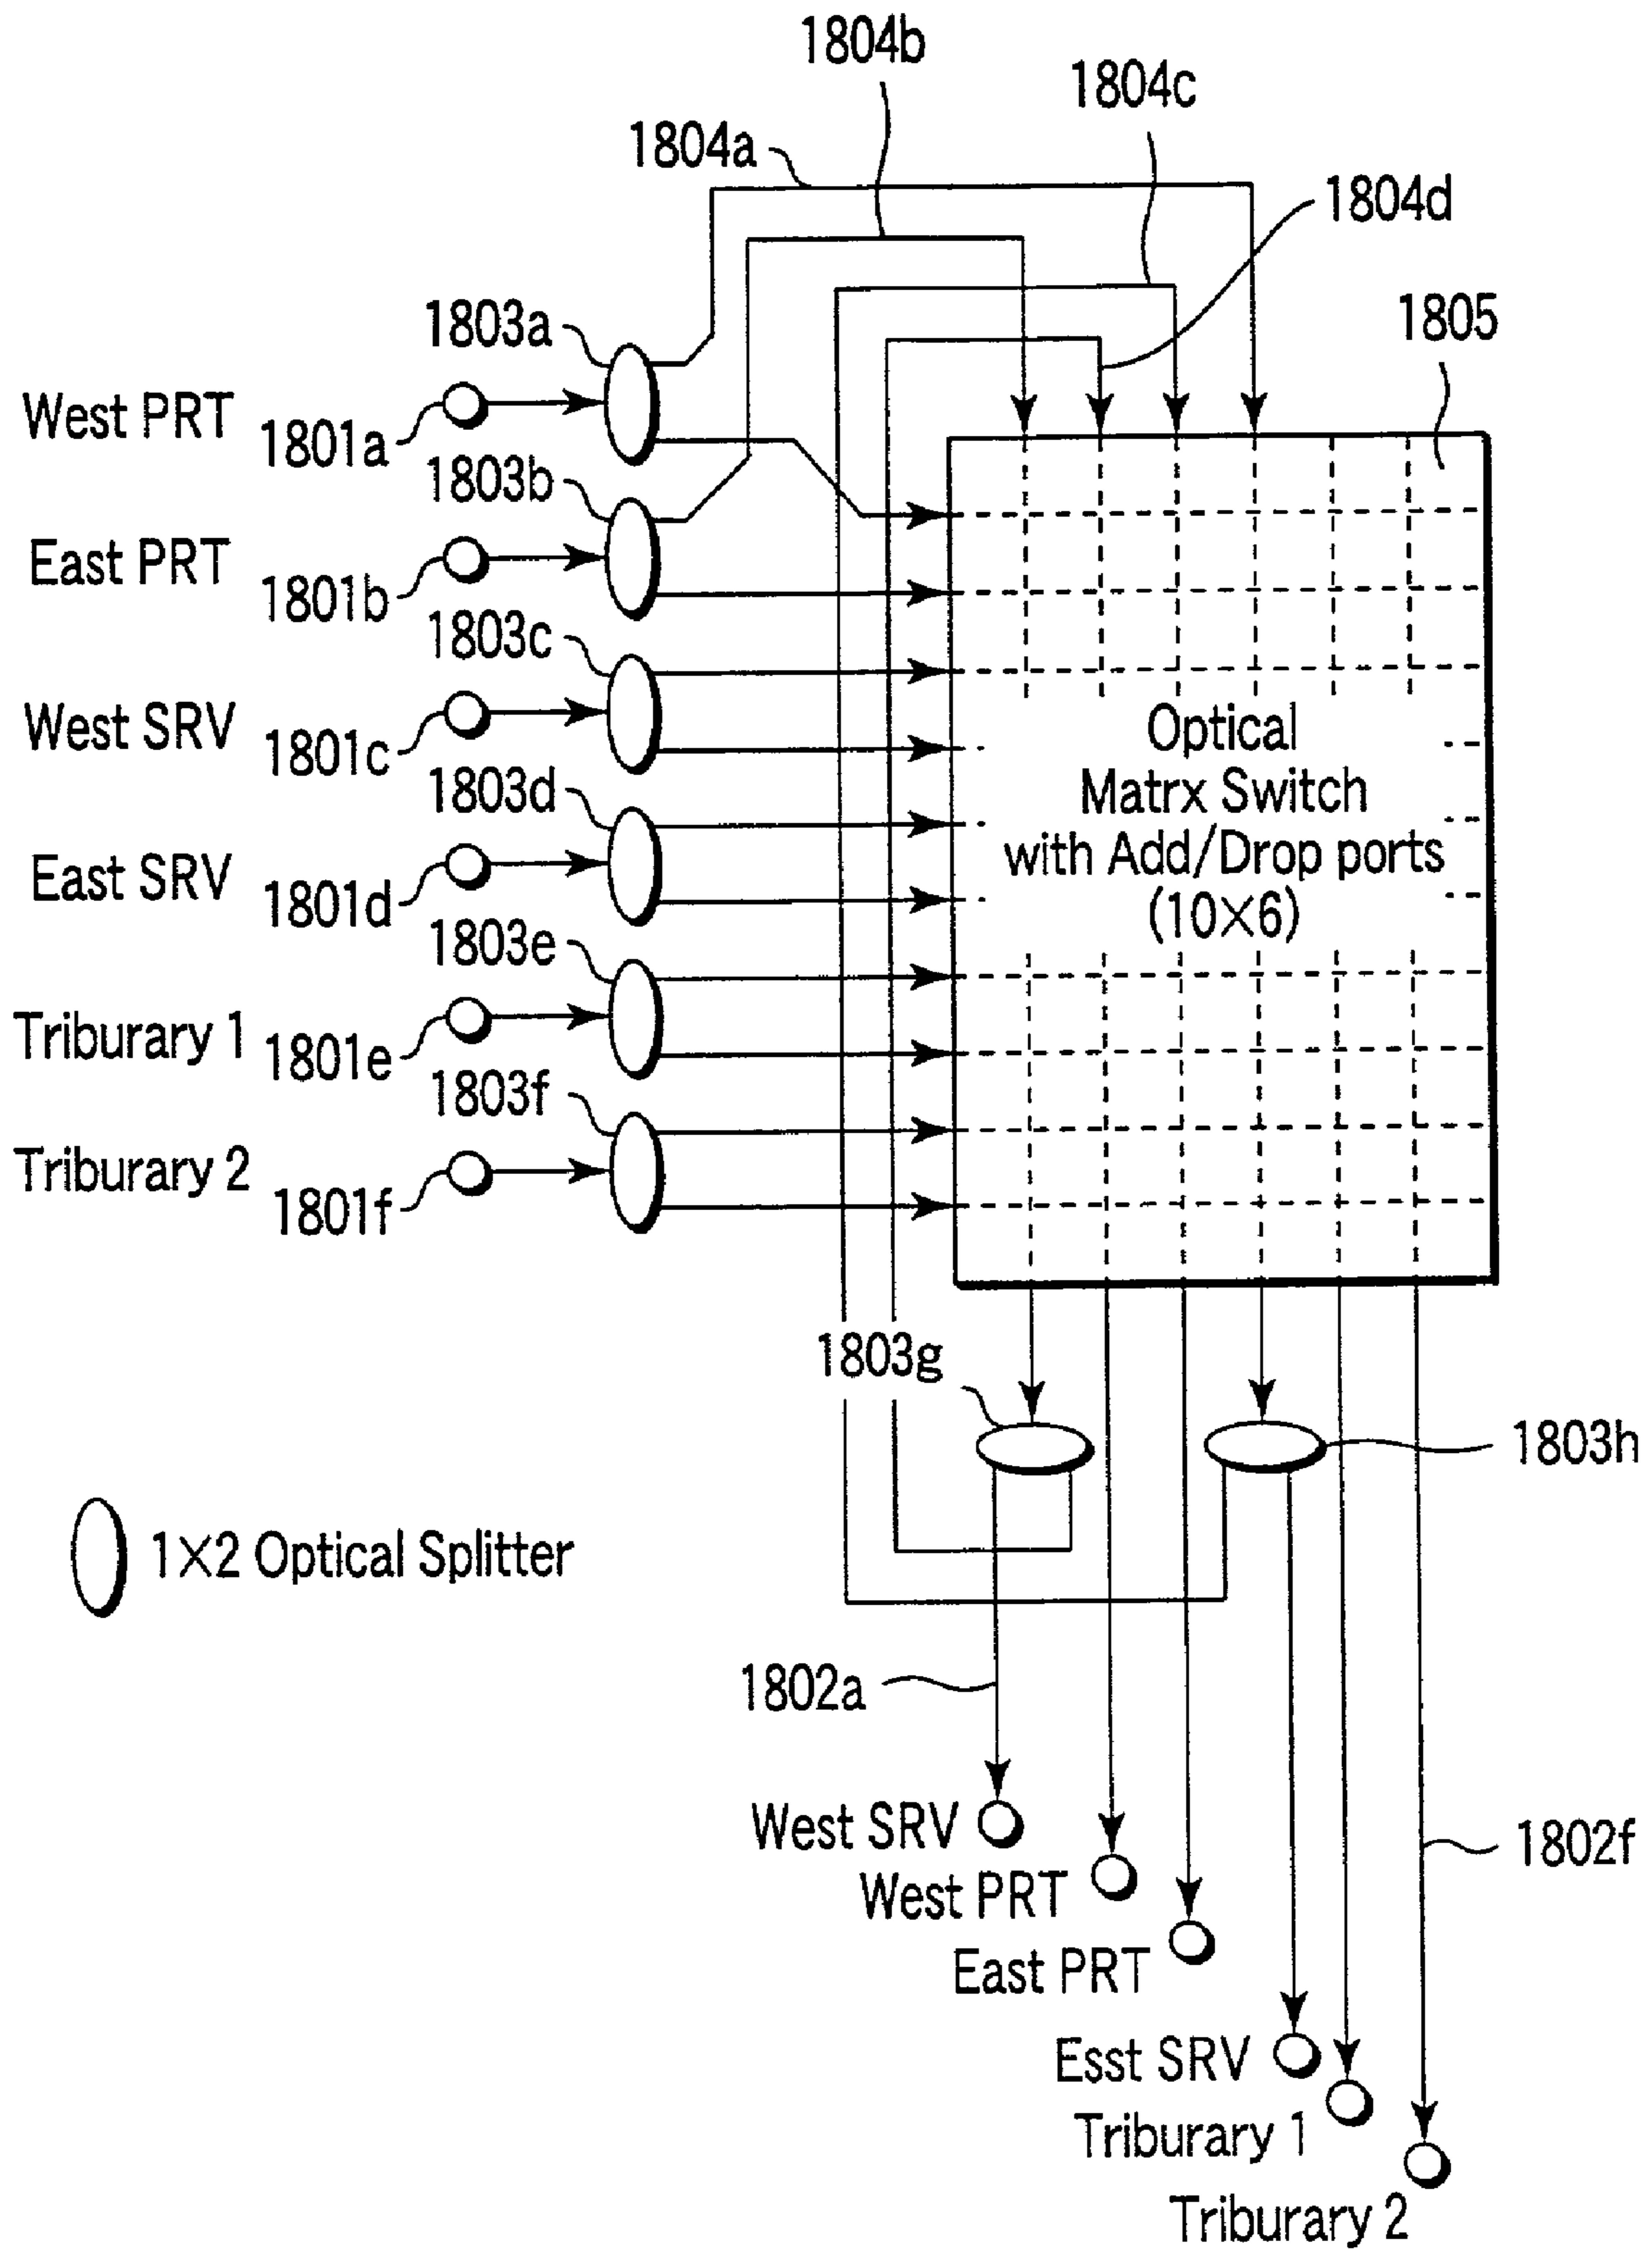 1804b
1804c
1804a
1804d
1803a
1805
West PRT
1801a
1803b
East PRT
1801b
1803c
West SRV
1801c
1803d
East SRV
1801d
1803e
Triburary 1
1801e
1803f
Triburary 2
1801f
Optical
Matrx Switch
with Add/Drop ports
(10×6)
1803g
1803h
1×2 Optical Splitter
1802a
West SRV
1802f
West PRT
East PRT
Esst SRV
Triburary 1
Triburary 2